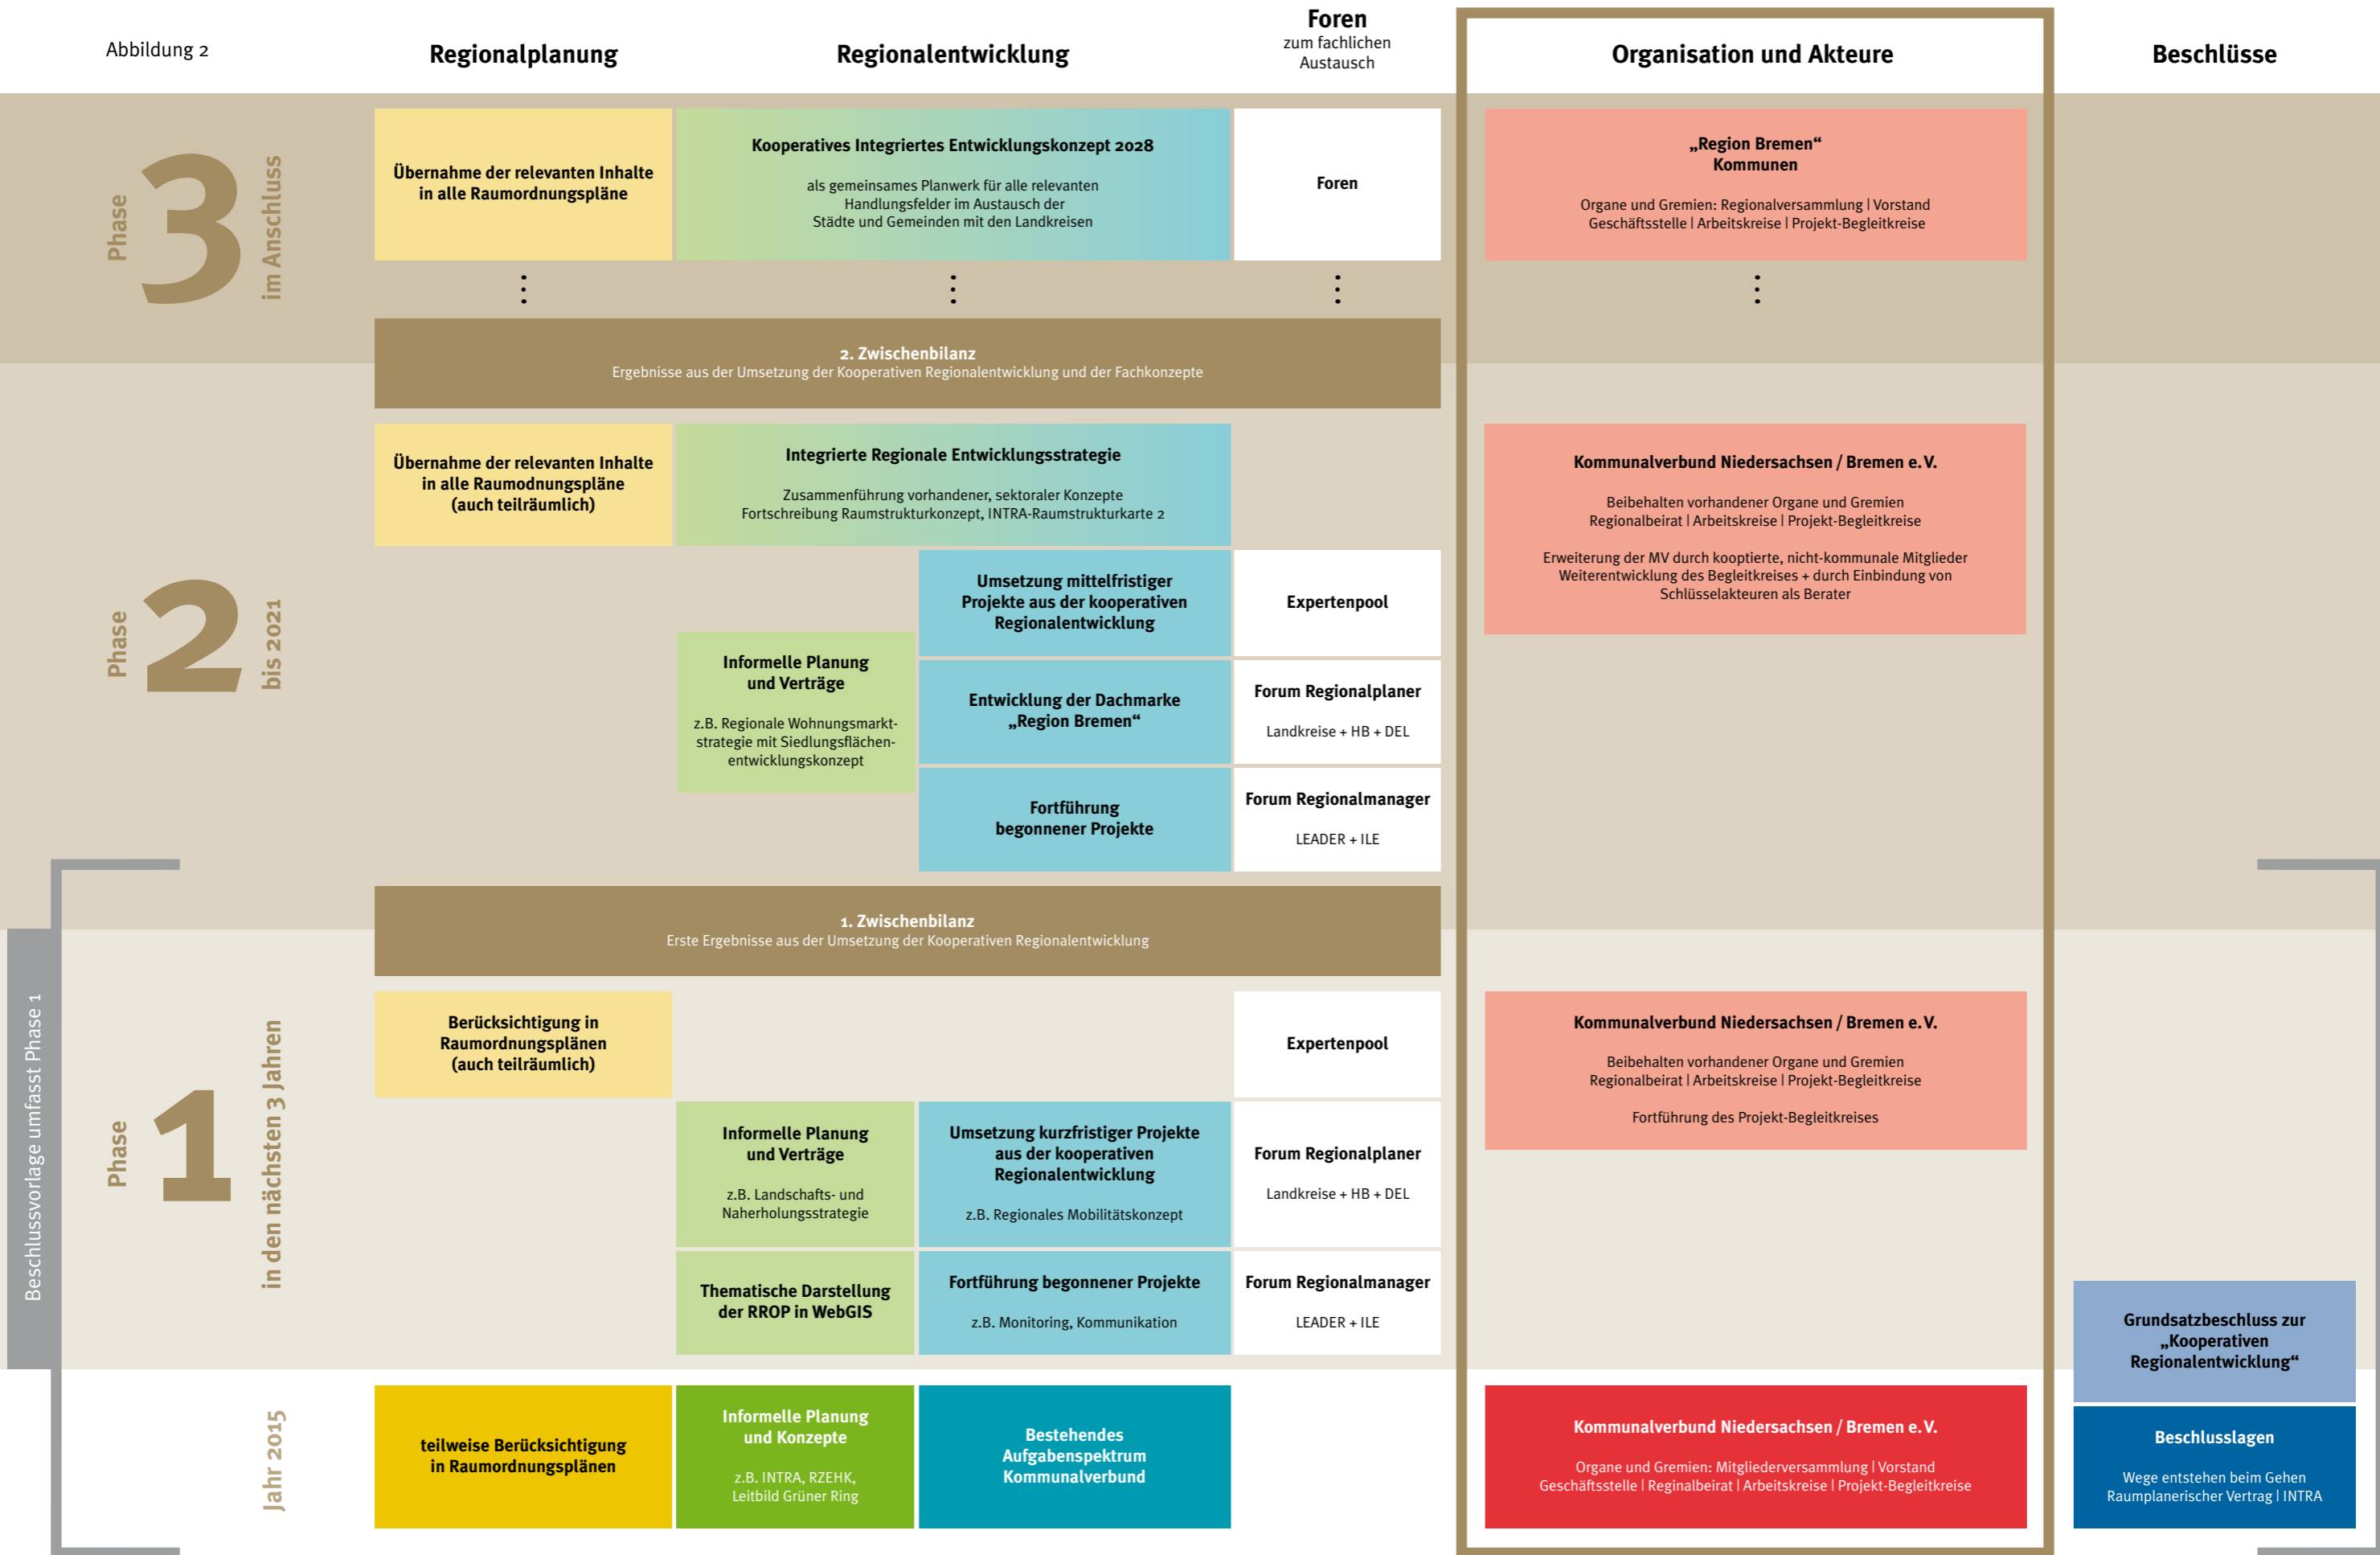 Abbildung 2
Regionalplanung
Regionalentwicklung
Foren
zum fachlichen
Austausch
Organisation und Akteure
Beschlüsse
Phase
3
im Anschluss
Übernahme der relevanten Inhalte
in alle Raumordnungspläne
Kooperatives Integriertes Entwicklungskonzept 2028
als gemeinsames Planwerk für alle relevanten
Handlungsfelder im Austausch der
Städte und Gemeinden mit den Landkreisen
Foren
„Region Bremen“
Kommunen
Organe und Gremien: Regionalversammlung | Vorstand
Geschäftsstelle | Arbeitskreise | Projekt-Begleitkreise
2. Zwischenbilanz
Ergebnisse aus der Umsetzung der Kooperativen Regionalentwicklung und der Fachkonzepte
Phase
2
bis 2021
Übernahme der relevanten Inhalte
in alle Raumodnungspläne
(auch teilräumlich)
Integrierte Regionale Entwicklungsstrategie
Zusammenführung vorhandener, sektoraler Konzepte
Fortschreibung Raumstrukturkonzept, INTRA-Raumstrukturkarte 2
Kommunalverbund Niedersachsen / Bremen e.V.
Beibehalten vorhandener Organe und Gremien
Regionalbeirat | Arbeitskreise | Projekt-Begleitkreise
Erweiterung der MV durch kooptierte, nicht-kommunale Mitglieder
Weiterentwicklung des Begleitkreises + durch Einbindung von
Schlüsselakteuren als Berater
Umsetzung mittelfristiger
Projekte aus der kooperativen
Regionalentwicklung
Expertenpool
Informelle Planung
und Verträge
z.B. Regionale Wohnungsmarkt-
strategie mit Siedlungsflächen-
entwicklungskonzept
Entwicklung der Dachmarke
„Region Bremen“
Forum Regionalplaner
Landkreise + HB + DEL
Fortführung
begonnener Projekte
Forum Regionalmanager
LEADER + ILE
1. Zwischenbilanz
Erste Ergebnisse aus der Umsetzung der Kooperativen Regionalentwicklung
Beschlussvorlage umfasst Phase 1
Phase
1
in den nächsten 3 Jahren
Berücksichtigung in
Raumordnungsplänen
(auch teilräumlich)
Expertenpool
Kommunalverbund Niedersachsen / Bremen e.V.
Beibehalten vorhandener Organe und Gremien
Regionalbeirat | Arbeitskreise | Projekt-Begleitkreise
Fortführung des Projekt-Begleitkreises
Informelle Planung
und Verträge
z.B. Landschafts- und
Naherholungsstrategie
Umsetzung kurzfristiger Projekte
aus der kooperativen
Regionalentwicklung
z.B. Regionales Mobilitätskonzept
Forum Regionalplaner
Landkreise + HB + DEL
Thematische Darstellung
der RROP in WebGIS
Fortführung begonnener Projekte
z.B. Monitoring, Kommunikation
Forum Regionalmanager
LEADER + ILE
Grundsatzbeschluss zur
„Kooperativen
Regionalentwicklung“
Jahr 2015
teilweise Berücksichtigung
in Raumordnungsplänen
Informelle Planung
und Konzepte
z.B. INTRA, RZEHK,
Leitbild Grüner Ring
Bestehendes
Aufgabenspektrum
Kommunalverbund
Kommunalverbund Niedersachsen / Bremen e.V.
Organe und Gremien: Mitgliederversammlung | Vorstand
Geschäftsstelle | Reginalbeirat | Arbeitskreise | Projekt-Begleitkreise
Beschlusslagen
Wege entstehen beim Gehen
Raumplanerischer Vertrag | INTRA